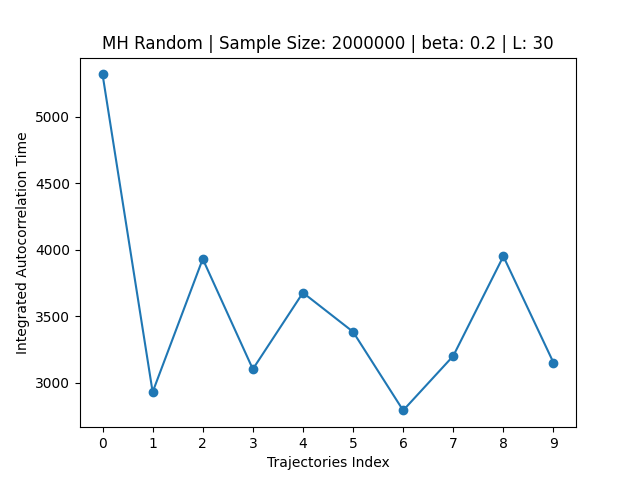 MH Random | Sample Size: 2000000 | beta: 0.2 | L: 30
Integrated Autocorrelation Time
5000
4500
4000
3500
3000
0 1 2 3 4 5 6 7 8 9
Trajectories Index